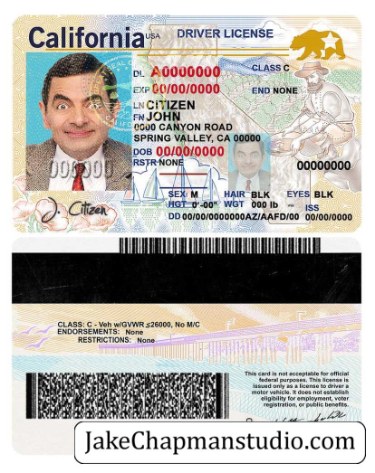 California USA DRIVER LICENSE
DL A0000000 CLASS C
EXP 00/00/0000 END NONE
LN CITIZEN
FN JOHN
0000 CANYON ROAD
SPRING VALLEY, CA 00000
DOB 00/00/0000
RSTR NONE 00000000
000000
SEX M HAIR BLK EYES BLK
HGT 0'-00" WGT 000 lb ISS
DD 00/00/0000000AZ/AAFD/00 00/00/0000
J. Citizen
CLASS: C - Veh w/GVWR ≤26000, No M/C
ENDORSEMENTS: None
RESTRICTIONS: None
This card is not acceptable for official
federal purposes. This license is
issued only as a license to drive a
motor vehicle. It does not establish
eligibility for employment, voter
registration, or public benefits.
JakeChapmanstudio.com